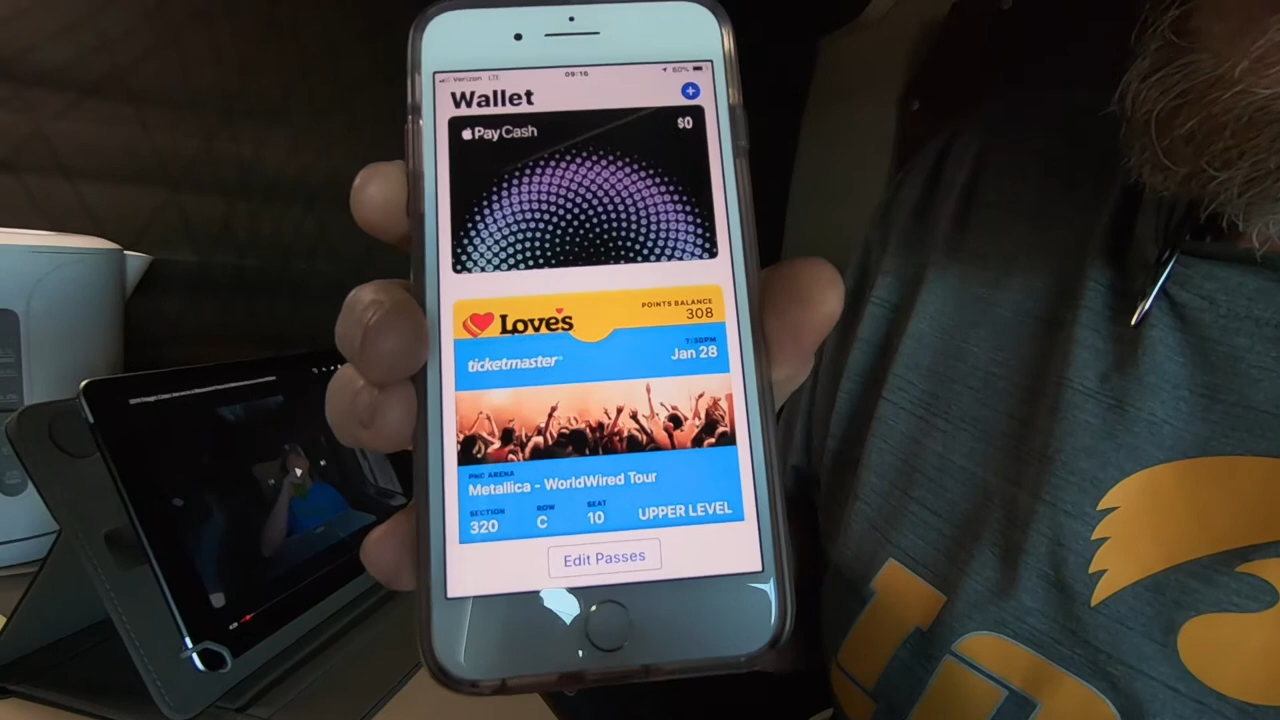 Verizon LTE 09:16 60%
Wallet
Pay Cash $0
Love's POINTS BALANCE
308
ticketmaster® 7:30PM
Jan 28
PNC ARENA
Metallica - WorldWired Tour
SECTION ROW SEAT
320 C 10 UPPER LEVEL
Edit Passes